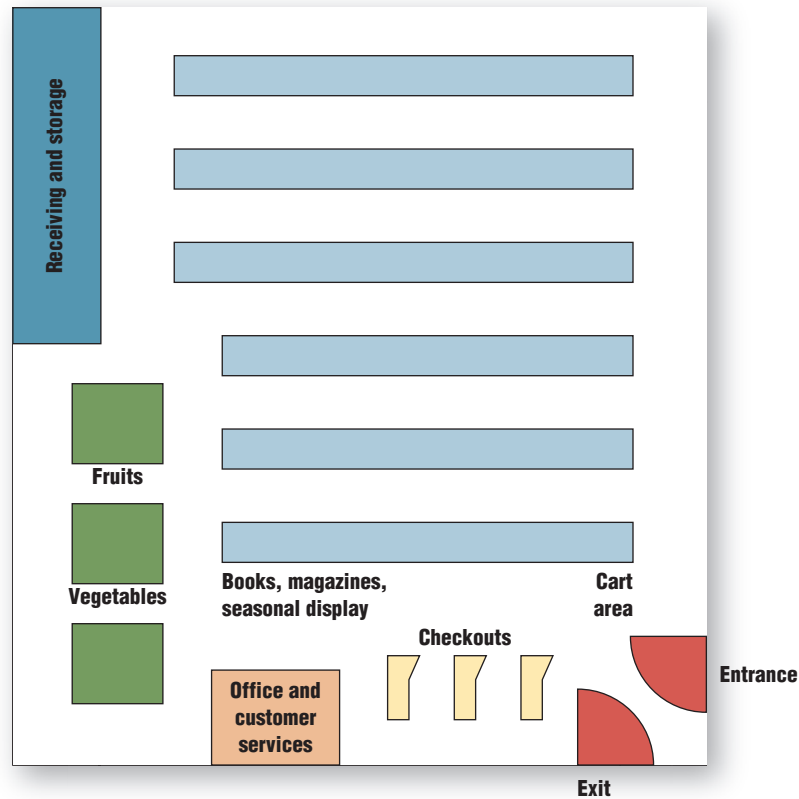 Receiving and storage
Fruits
Vegetables
Books, magazines,
seasonal display
Cart
area
Checkouts
Entrance
Office and
customer
services
Exit